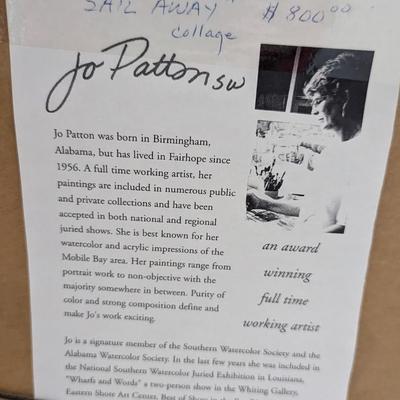 "SAIL AWAY" $800⁰⁰
collage
Jo Patton SW
Jo Patton was born in Birmingham,
Alabama, but has lived in Fairhope since
1956. A full time working artist, her
paintings are included in numerous public
and private collections and have been
accepted in both national and regional
juried shows. She is best known for her
watercolor and acrylic impressions of the
Mobile Bay area. Her paintings range from
portrait work to non-objective with the
majority somewhere in between. Purity of
color and strong composition define and
make Jo's work exciting.
an award
winning
full time
working artist
Jo is a signature member of the Southern Watercolor Society and the
Alabama Watercolor Society. In the last few years she was included in
the National Southern Watercolor Juried Exhibition in Louisiana,
"Wharfs and Words" a two-person show in the Whiting Gallery,
Eastern Shore Art Center, Best of Show in the